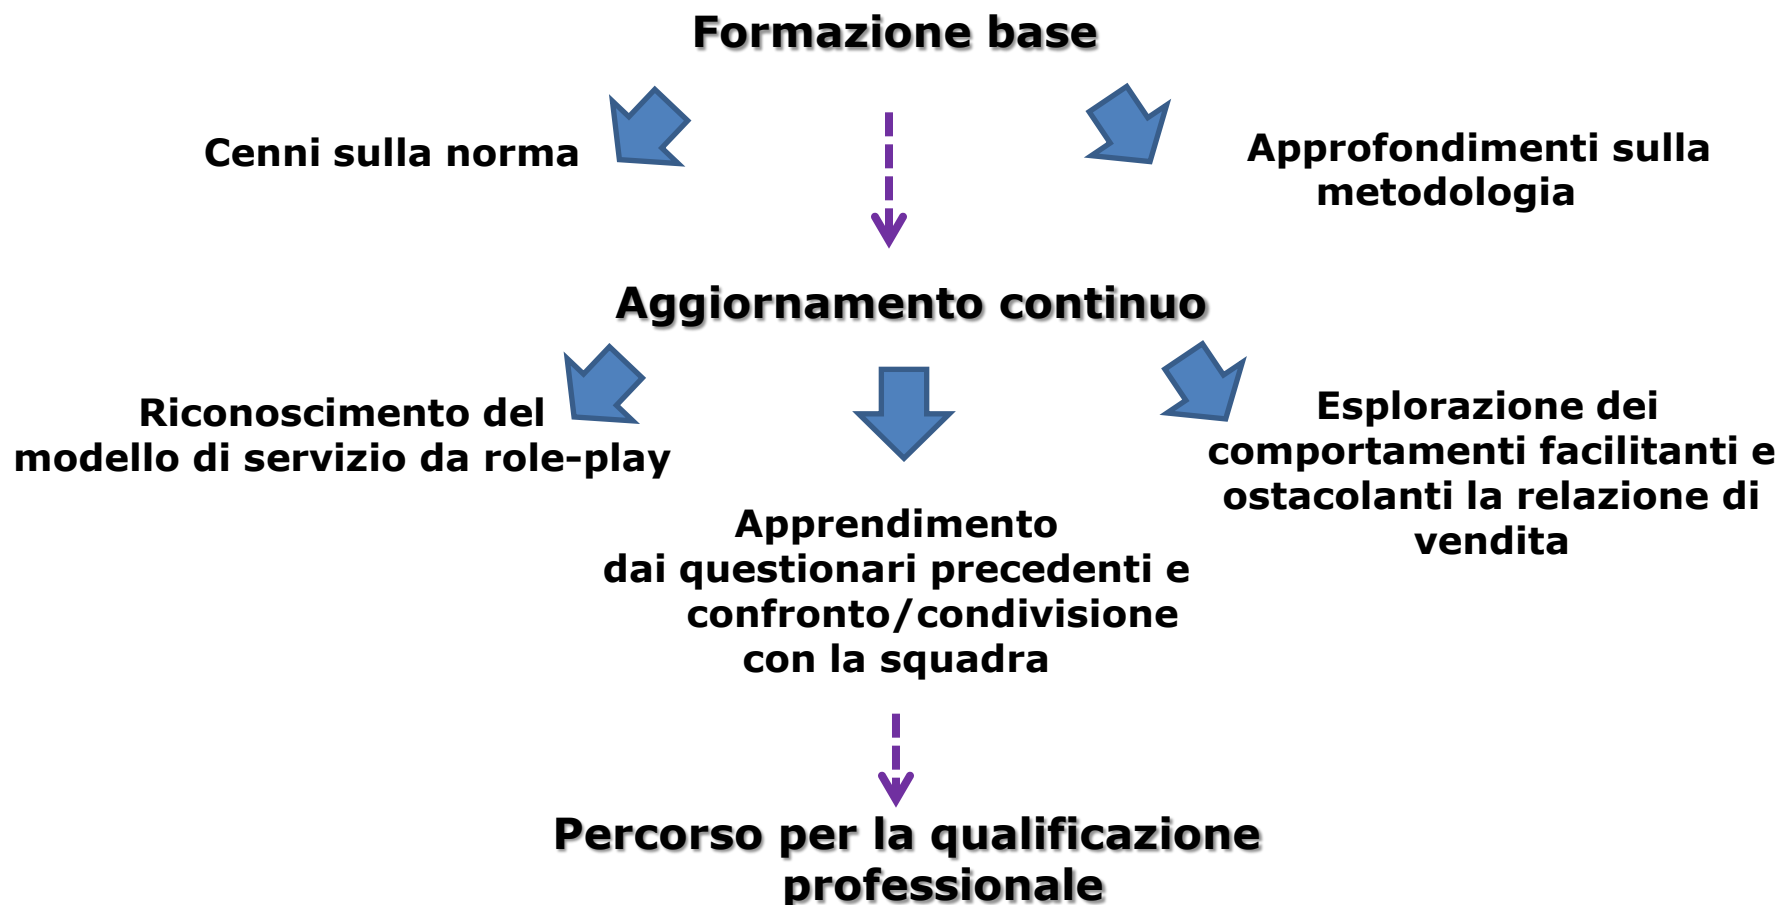 Formazione base
Cenni sulla norma
Approfondimenti sulla
metodologia
Aggiornamento continuo
Riconoscimento del
modello di servizio da role-play
Apprendimento
dai questionari precedenti e
confronto/condivisione
con la squadra
Esplorazione dei
comportamenti facilitanti e
ostacolanti la relazione di
vendita
Percorso per la qualificazione
professionale